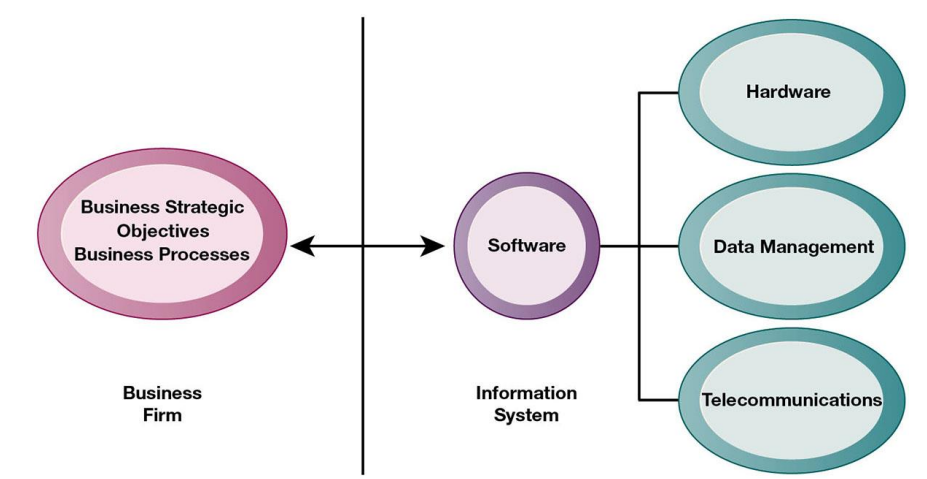 Business Strategic
Objectives
Business Processes
Business
Firm
Software
Information
System
Hardware
Data Management
Telecommunications